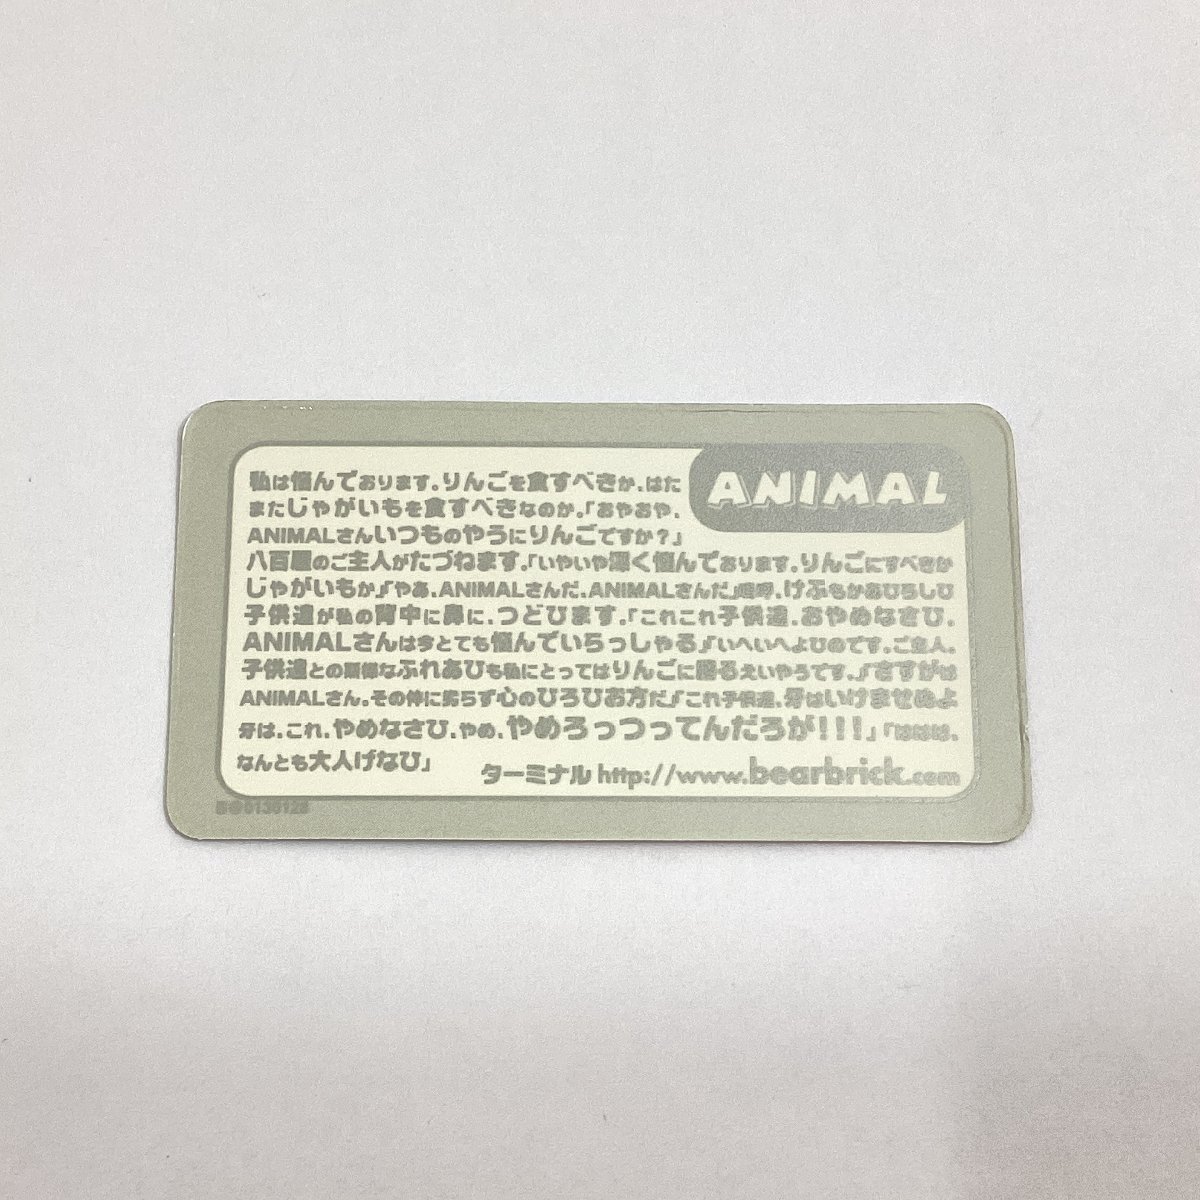 ANIMAL
私は悩んでおります。りんごを食すべきか、はた
またじゃがいもを食すべきなのか。「おやおや、
ANIMALさんいつものやうにりんごですか?」
八百屋のご主人がたづねます。「いやいや深く悩んでおります。りんごにすべきか
じゃがいもか」「やあ、ANIMALさんだ、ANIMALさんだ」嗚呼、けふもかあひらしひ
子供達が私の背中に鼻に、つどひます。「これこれ子供達、おやめなさひ、
ANIMALさんは今とても悩んでいらっしゃる」「いへいへよひのです。ご主人。
子供達とのふれあひも私にとってはりんごに勝るえいやうです。」「さすがは
ANIMALさん。その体に劣らず心のひろひお方だ」「これ子供達、牙はいけませぬよ
牙は、これ、やめなさひ、やめ、やめろっつってんだろが!!!」「ははは、
なんとも大人げなひ」
ターミナル http://www.bearbrick.com